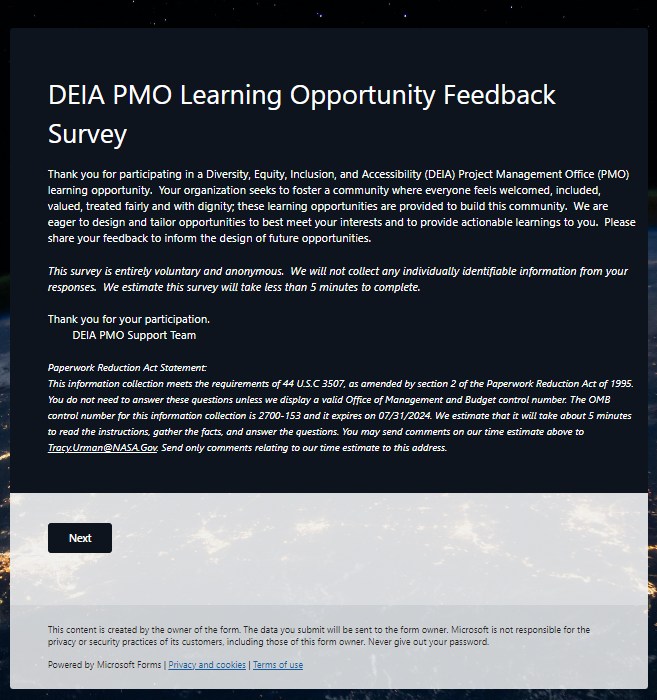 DEIA PMO Learning Opportunity Feedback
Survey
Thank you for participating in a Diversity, Equity, Inclusion, and Accessibility (DEIA) Project Management Office (PMO)
learning opportunity.  Your organization seeks to foster a community where everyone feels welcomed, included,
valued, treated fairly and with dignity; these learning opportunities are provided to build this community.  We are
eager to design and tailor opportunities to best meet your interests and to provide actionable learnings to you.  Please
share your feedback to inform the design of future opportunities.
This survey is entirely voluntary and anonymous.  We will not collect any individually identifiable information from your
responses.  We estimate this survey will take less than 5 minutes to complete.
Thank you for your participation.
DEIA PMO Support Team
Paperwork Reduction Act Statement:
This information collection meets the requirements of 44 U.S.C 3507, as amended by section 2 of the Paperwork Reduction Act of 1995.
You do not need to answer these questions unless we display a valid Office of Management and Budget control number. The OMB
control number for this information collection is 2700-153 and it expires on 07/31/2024. We estimate that it will take about 5 minutes
to read the instructions, gather the facts, and answer the questions. You may send comments on our time estimate above to
Tracy.Urman@NASA.Gov. Send only comments relating to our time estimate to this address.
Next
This content is created by the owner of the form. The data you submit will be sent to the form owner. Microsoft is not responsible for the
privacy or security practices of its customers, including those of this form owner. Never give out your password.
Powered by Microsoft Forms | Privacy and cookies | Terms of use